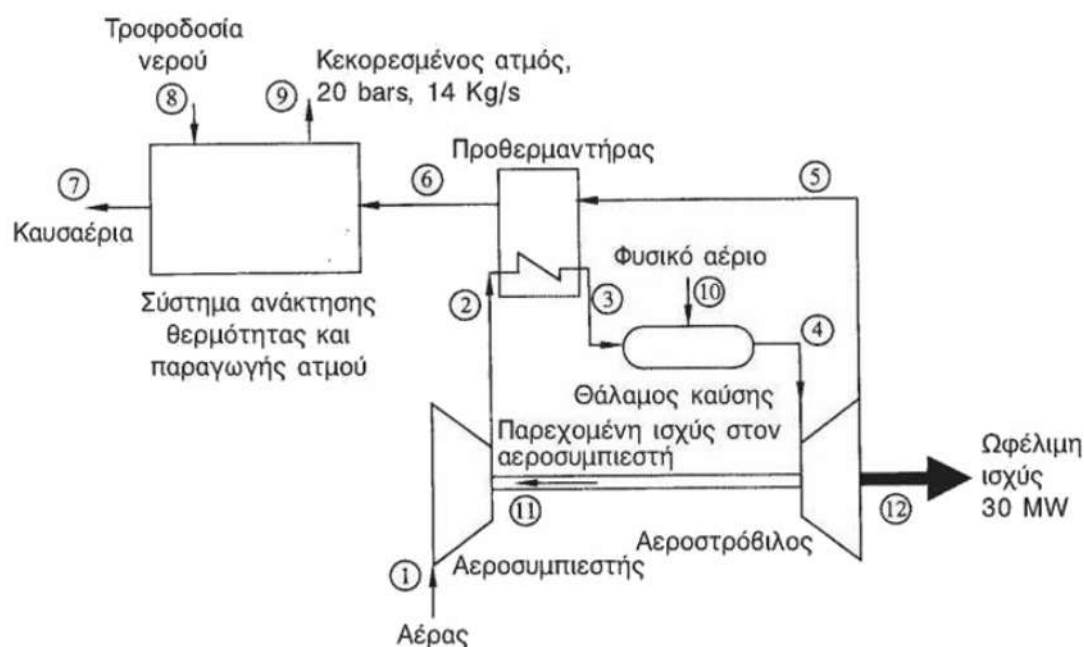 Τροφοδοσία
νερού
⑧
⑨
Κεκορεσμένος ατμός,
20 bars, 14 Kg/s
Προθερμαντήρας
⑦
Καυσαέρια
⑥
⑤
Σύστημα ανάκτησης
θερμότητας και
παραγωγής ατμού
②
③
Φυσικό αέριο
⑩
④
Θάλαμος καύσης
Παρεχομένη ισχύς στον
αεροσυμπιεστή
⑪
Ωφέλιμη
ισχύς
30 MW
⑫
Αεροστρόβιλος
①
Αεροσυμπιεστής
Αέρας